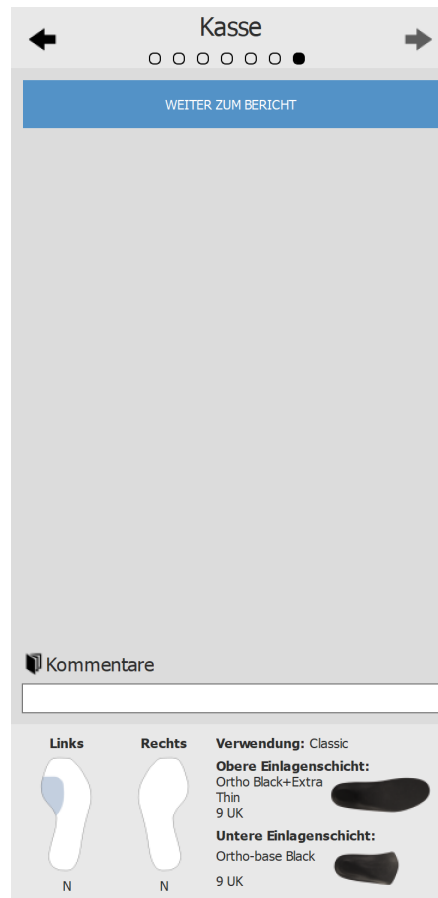 Kasse
WEITER ZUM BERICHT
Kommentare
Links
Rechts
N
N
Verwendung: Classic
Obere Einlagenschicht:
Ortho Black+Extra
Thin
9 UK
Untere Einlagenschicht:
Ortho-base Black
9 UK